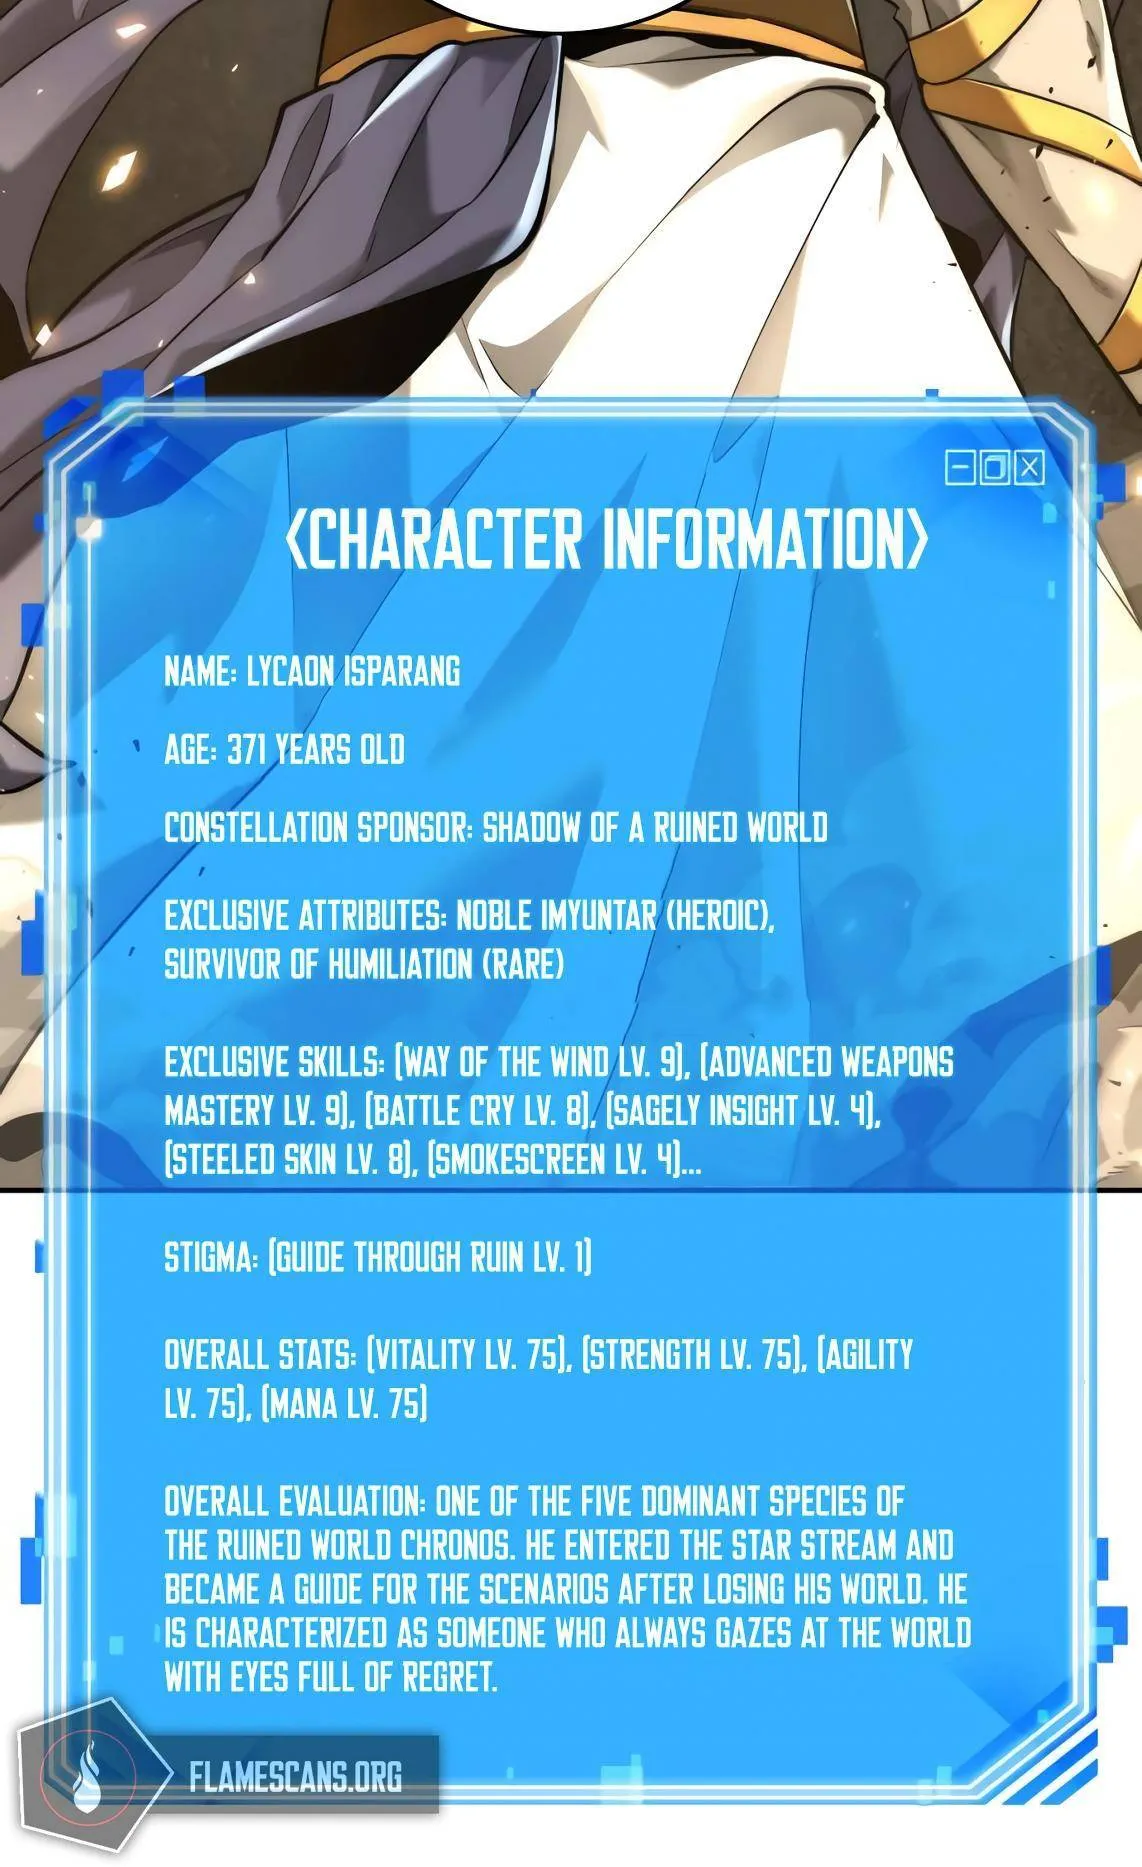 <CHARACTER INFORMATION>
NAME: LYCAON ISPARANG
AGE: 371 YEARS OLD
CONSTELLATION SPONSOR: SHADOW OF A RUINED WORLD
EXCLUSIVE ATTRIBUTES: NOBLE IMYUNTAR (HEROIC),
SURVIVOR OF HUMILIATION (RARE)
EXCLUSIVE SKILLS: [WAY OF THE WIND LV. 9], [ADVANCED WEAPONS
MASTERY LV. 9], [BATTLE CRY LV. 8], [SAGELY INSIGHT LV. 4],
[STEELED SKIN LV. 8], [SMOKESCREEN LV. 4]...
STIGMA: [GUIDE THROUGH RUIN LV. 1]
OVERALL STATS: [VITALITY LV. 75], [STRENGTH LV. 75], [AGILITY
LV. 75], [MANA LV. 75]
OVERALL EVALUATION: ONE OF THE FIVE DOMINANT SPECIES OF
THE RUINED WORLD CHRONOS. HE ENTERED THE STAR STREAM AND
BECAME A GUIDE FOR THE SCENARIOS AFTER LOSING HIS WORLD. HE
IS CHARACTERIZED AS SOMEONE WHO ALWAYS GAZES AT THE WORLD
WITH EYES FULL OF REGRET.
FLAMESCANS.ORG